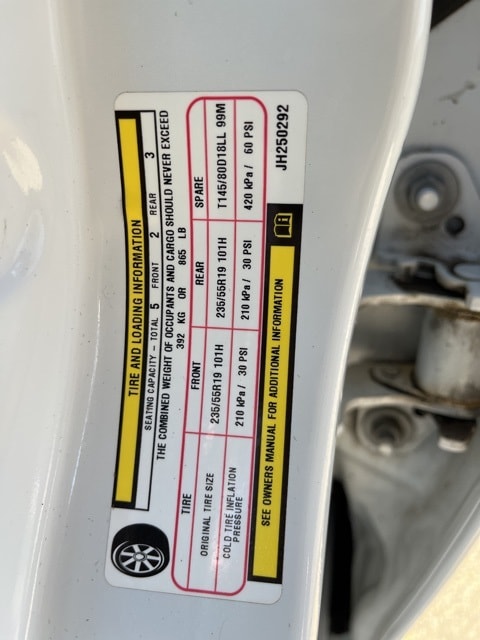 TIRE AND LOADING INFORMATION
SEATING CAPACITY - TOTAL 5 FRONT 2 REAR 3
THE COMBINED WEIGHT OF OCCUPANTS AND CARGO SHOULD NEVER EXCEED
392 KG OR 865 LB
TIRE FRONT REAR SPARE
ORIGINAL TIRE SIZE 235/55R19 101H 235/55R19 101H T145/80D18LL 99M
COLD TIRE INFLATION PRESSURE 210 kPa / 30 PSI 210 kPa / 30 PSI 420 kPa / 60 PSI
SEE OWNERS MANUAL FOR ADDITIONAL INFORMATION
JH250292